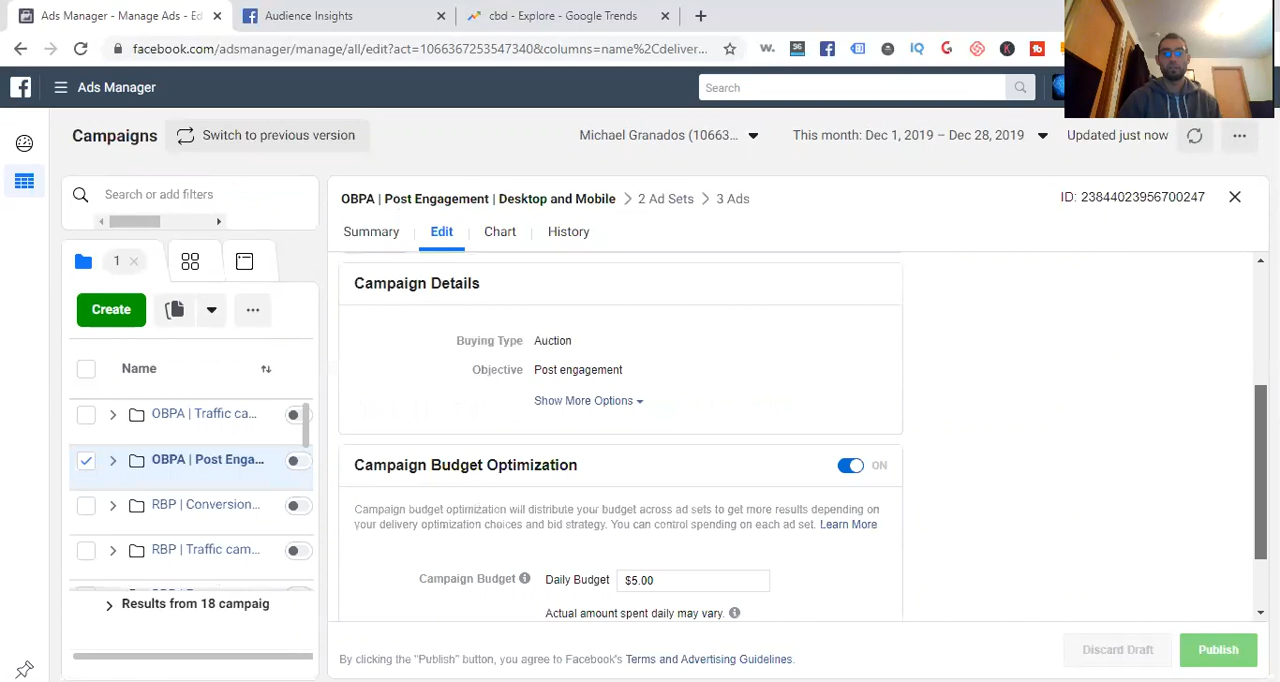 Ads Manager - Manage Ads - Ed
Audience Insights
cbd - Explore - Google Trends
facebook.com/adsmanager/manage/all/edit?act=1066367253547340&columns=name%2Cdeliver...
Ads Manager
Search
Campaigns
Switch to previous version
Michael Granados (10663...
This month: Dec 1, 2019 – Dec 28, 2019
Updated just now
Search or add filters
OBPA | Post Engagement | Desktop and Mobile
2 Ad Sets
3 Ads
ID: 23844023956700247
Summary
Edit
Chart
History
1
Create
Name
OBPA | Traffic ca...
OBPA | Post Enga...
RBP | Conversion...
RBP | Traffic cam...
Results from 18 campaig
Campaign Details
Buying Type Auction
Objective Post engagement
Show More Options
Campaign Budget Optimization
ON
Campaign budget optimization will distribute your budget across ad sets to get more results depending on
your delivery optimization choices and bid strategy. You can control spending on each ad set. Learn More
Campaign Budget Daily Budget $5.00
Actual amount spent daily may vary.
By clicking the "Publish" button, you agree to Facebook's Terms and Advertising Guidelines.
Discard Draft
Publish